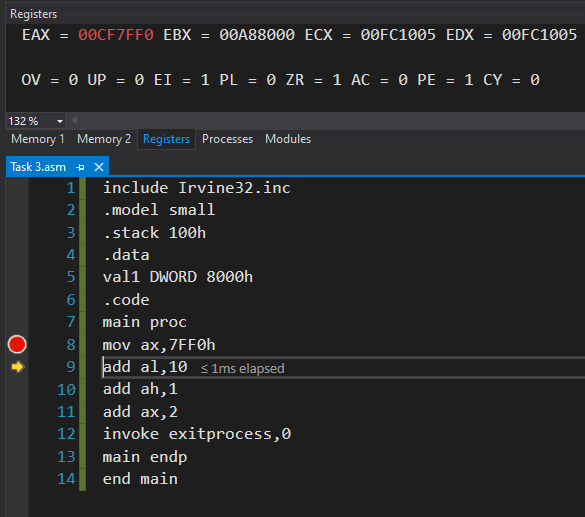 Registers
EAX = 00CF7FF0 EBX = 00A88000 ECX = 00FC1005 EDX = 00FC1005
OV = 0 UP = 0 EI = 1 PL = 0 ZR = 1 AC = 0 PE = 1 CY = 0
132 %
Memory 1 Memory 2 Registers Processes Modules
Task 3.asm
1 include Irvine32.inc
2 .model small
3 .stack 100h
4 .data
5 val1 DWORD 8000h
6 .code
7 main proc
8 mov ax,7FF0h
9 add al,10 ≤ 1ms elapsed
10 add ah,1
11 add ax,2
12 invoke exitprocess,0
13 main endp
14 end main